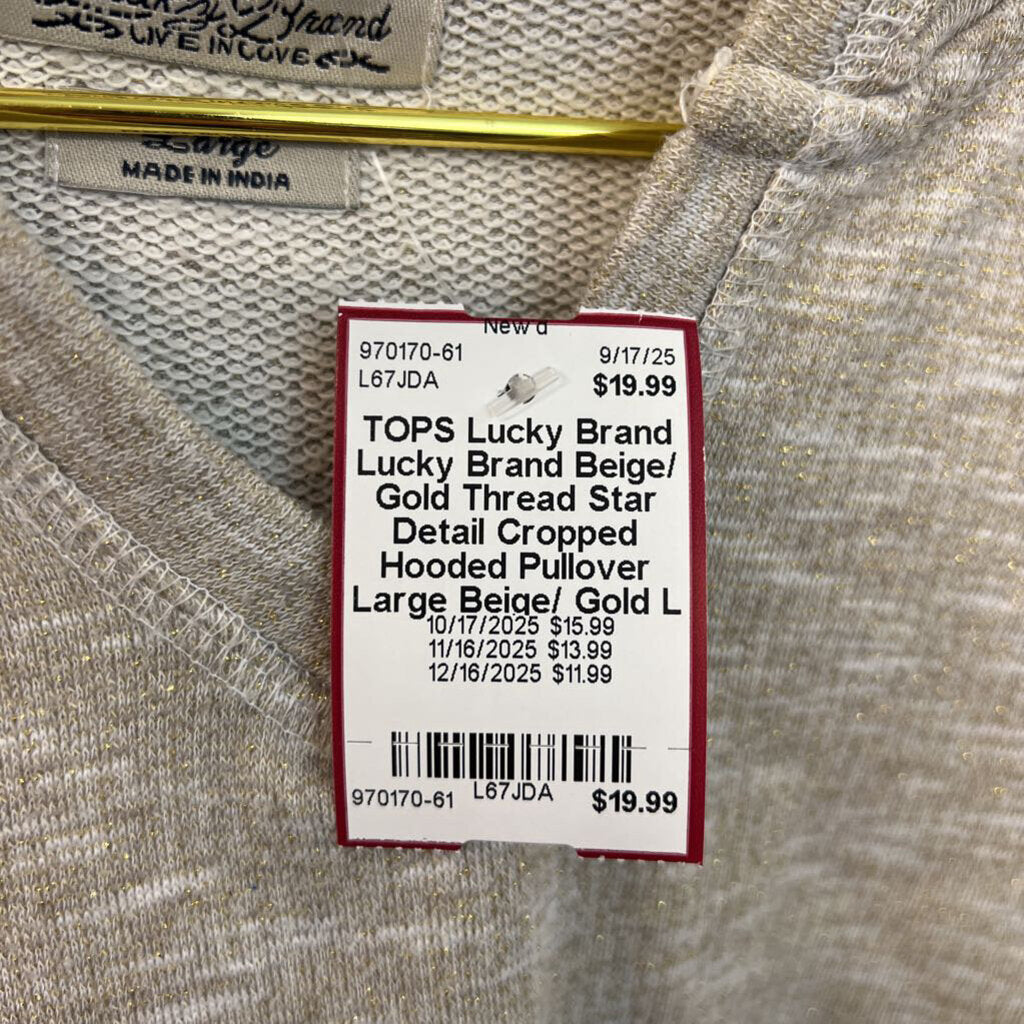 Brand
LIVE IN LOVE
Large
MADE IN INDIA
New d
970170-61 9/17/25
L67JDA $19.99
TOPS Lucky Brand
Lucky Brand Beige/
Gold Thread Star
Detail Cropped
Hooded Pullover
Large Beige/ Gold L
10/17/2025 $15.99
11/16/2025 $13.99
12/16/2025 $11.99
970170-61 L67JDA $19.99